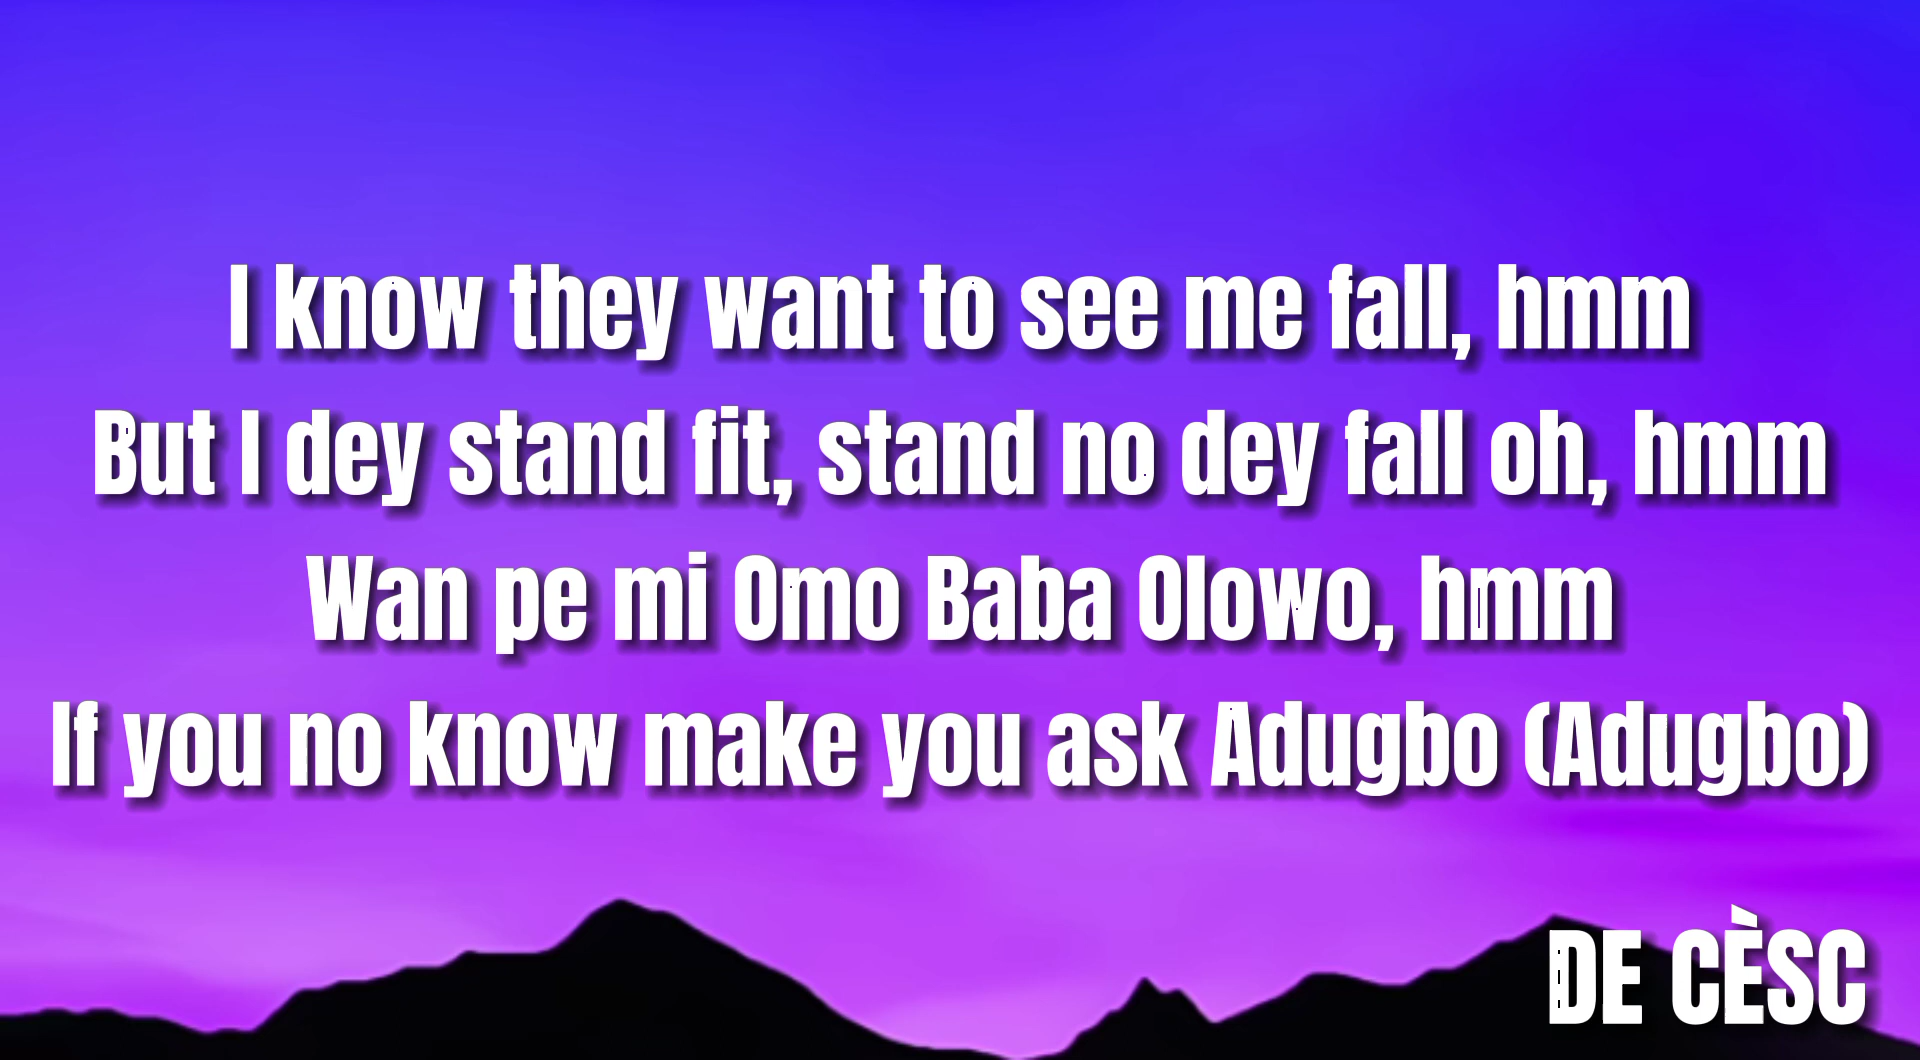 I know they want to see me fall, hmm
But I dey stand fit, stand no dey fall oh, hmm
Wan pe mi Omo Baba Olowo, hmm
If you no know make you ask Adugbo (Adugbo)
DE CÈSC